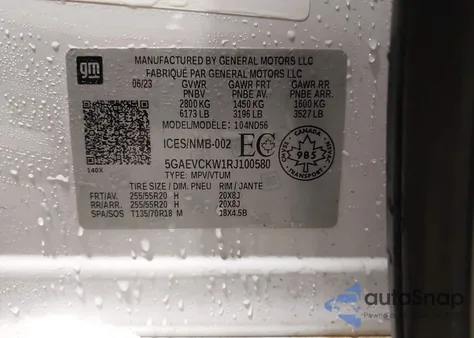 gm
MANUFACTURED BY GENERAL MOTORS LLC
FABRIQUÉ PAR GENERAL MOTORS LLC
06/23 GVWR GAWR FRT GAWR RR
PNBV PNBE AV. PNBE ARR.
2800 KG 1450 KG 1600 KG
6173 LB 3196 LB 3527 LB
MODEL/MODÈLE: 104ND56
ICES/NMB-002 EC
CANADA
985
140X
5GAEVCKW1RJ100580
TYPE: MPV/VTUM
TIRE SIZE / DIM. PNEU RIM / JANTE
FRT/AV. 255/55R20 H 20X8J
RR/ARR. 255/55R20 H 20X8J
SPA/SOS T135/70R18 M 18X4.5B
autoSnap